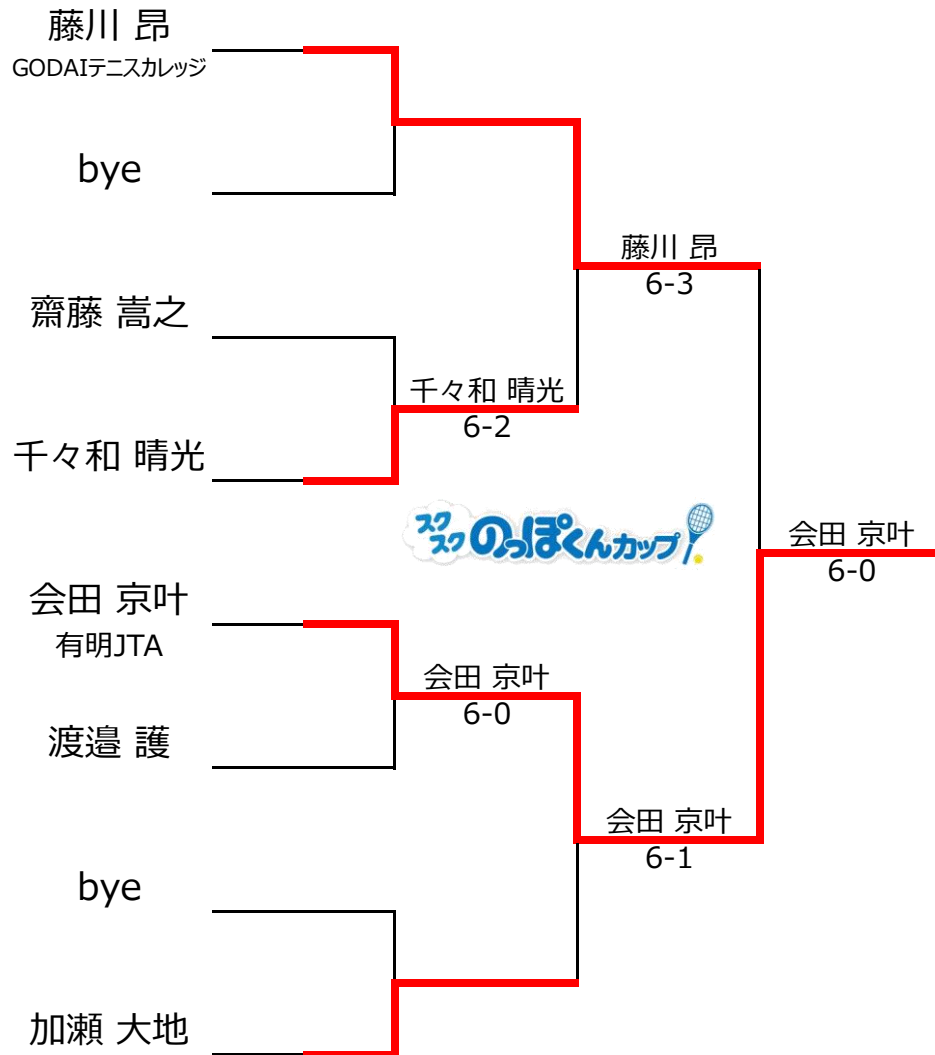 藤川 昂
GODAIテニスカレッジ
bye
藤川 昂
6-3
齋藤 嵩之
千々和 晴光
6-2
千々和 晴光
スク
スク のっぽくんカップ
会田 京叶
6-0
会田 京叶
有明JTA
会田 京叶
6-0
渡邉 護
会田 京叶
6-1
bye
加瀬 大地